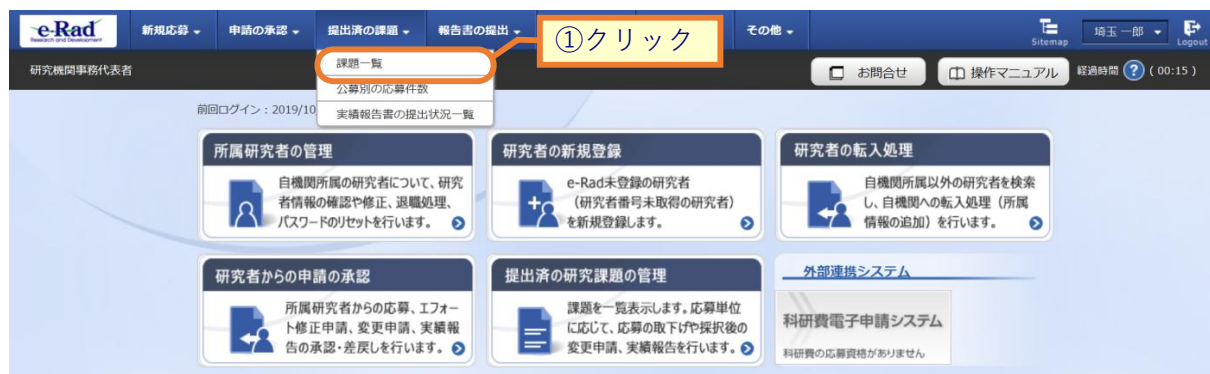 e-Rad
Research and Development
新規応募
申請の承認
提出済の課題
報告書の提出
その他
Sitemap
埼玉 一郎
Logout
①クリック
研究機関事務代表者
課題一覧
公募別の応募件数
実績報告書の提出状況一覧
お問合せ
操作マニュアル
経過時間 ? ( 00:15 )
前回ログイン：2019/10
所属研究者の管理
自機関所属の研究者について、研究
者情報の確認や修正、退職処理、
パスワードのリセットを行います。
研究者の新規登録
e-Rad未登録の研究者
（研究者番号未取得の研究者）
を新規登録します。
研究者の転入処理
自機関所属以外の研究者を検索
し、自機関への転入処理（所属
情報の追加）を行います。
研究者からの申請の承認
所属研究者からの応募、エフォー
ト修正申請、変更申請、実績報
告の承認・差戻しを行います。
提出済の研究課題の管理
課題を一覧表示します。応募単位
に応じて、応募の取下げや採択後の
変更申請、実績報告を行います。
外部連携システム
科研費電子申請システム
科研費の応募資格がありません